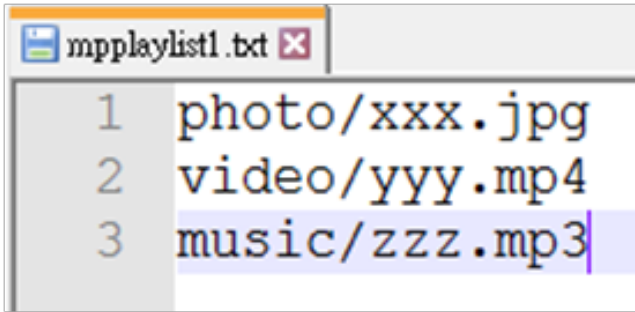 mpplaylist1.txt
1 photo/xxx.jpg
2 video/yyy.mp4
3 music/zzz.mp3